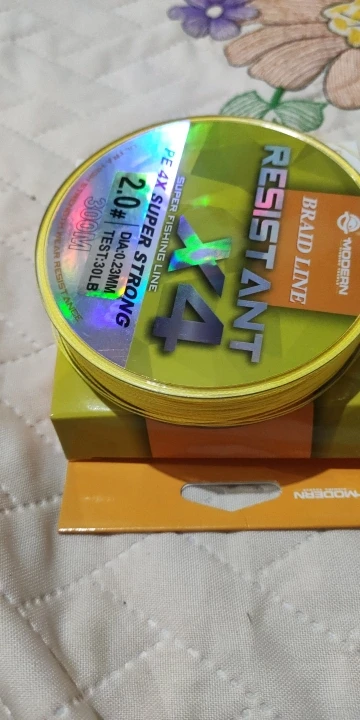 MODERN
BRAID LINE
RESISTANT
X4
SUPER FISHING LINE
PE 4X SUPER STRONG
2.0# DIA:0.23MM
TEST:30LB
300M
MODERN